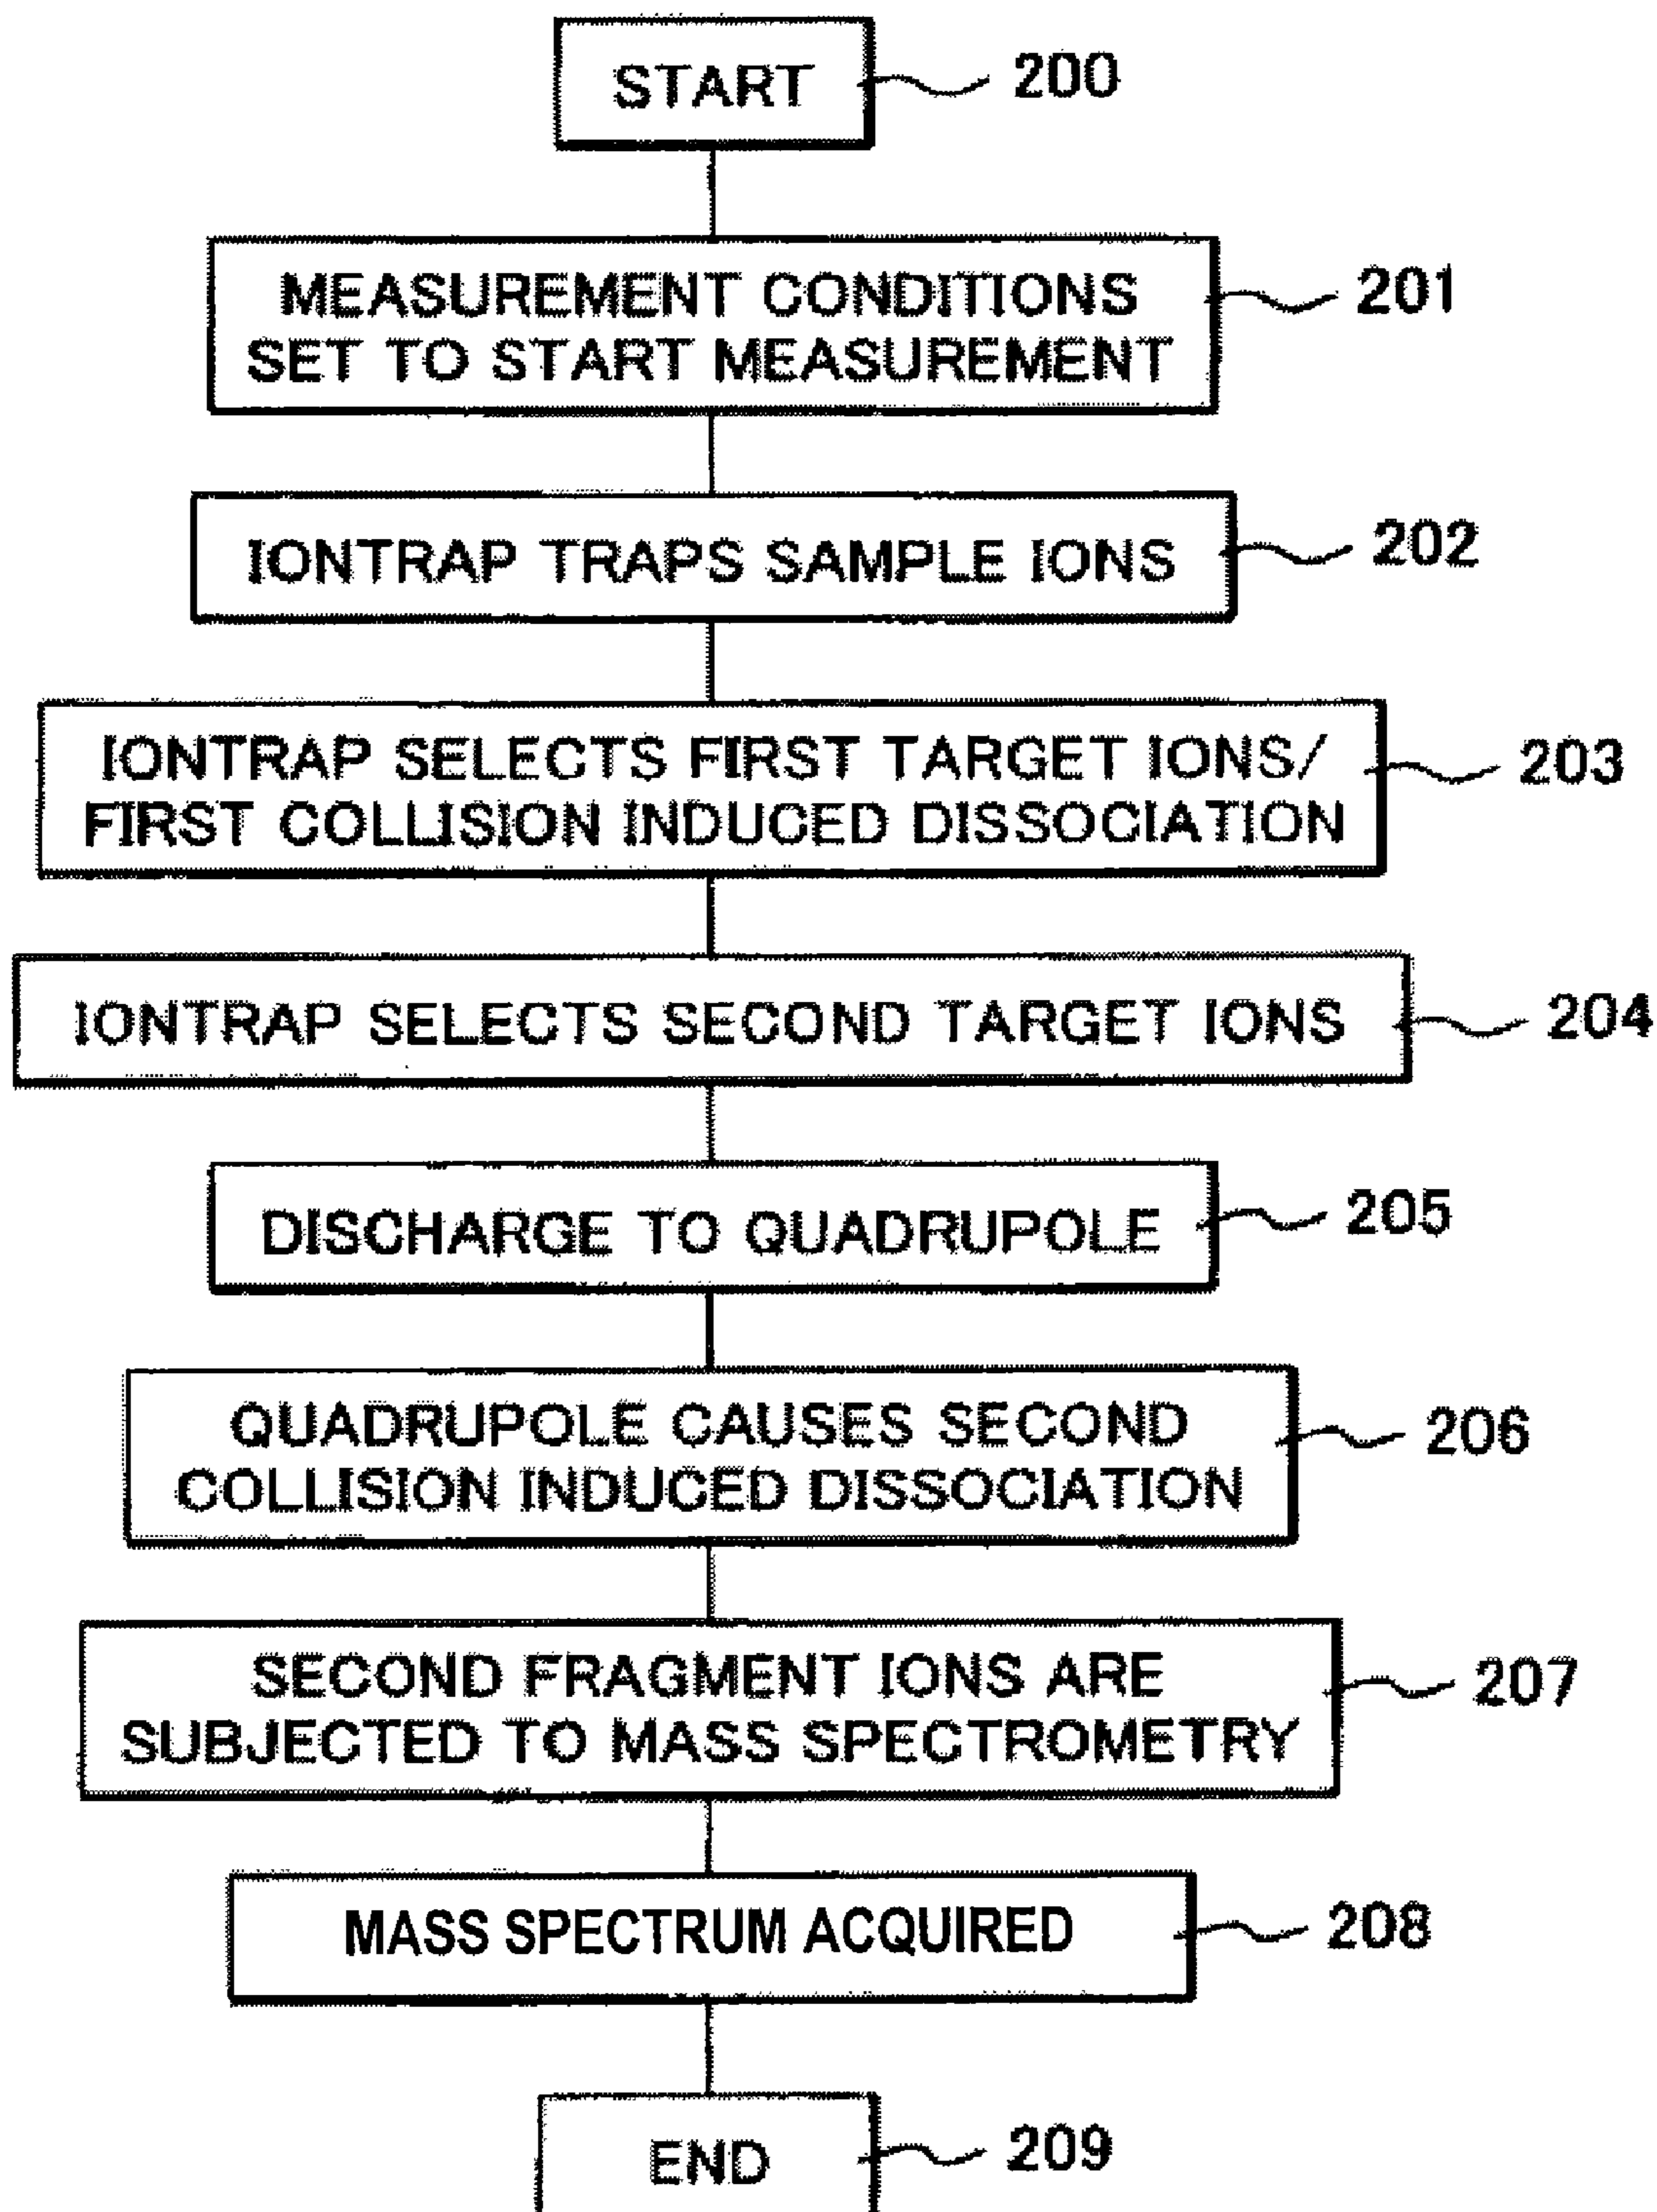 START
200
MEASUREMENT CONDITIONS
SET TO START MEASUREMENT
201
IONTRAP TRAPS SAMPLE IONS
202
IONTRAP SELECTS FIRST TARGET IONS/
FIRST COLLISION INDUCED DISSOCIATION
203
IONTRAP SELECTS SECOND TARGET IONS
204
DISCHARGE TO QUADRUPOLE
205
QUADRUPOLE CAUSES SECOND
COLLISION INDUCED DISSOCIATION
206
SECOND FRAGMENT IONS ARE
SUBJECTED TO MASS SPECTROMETRY
207
MASS SPECTRUM ACQUIRED
208
END
209